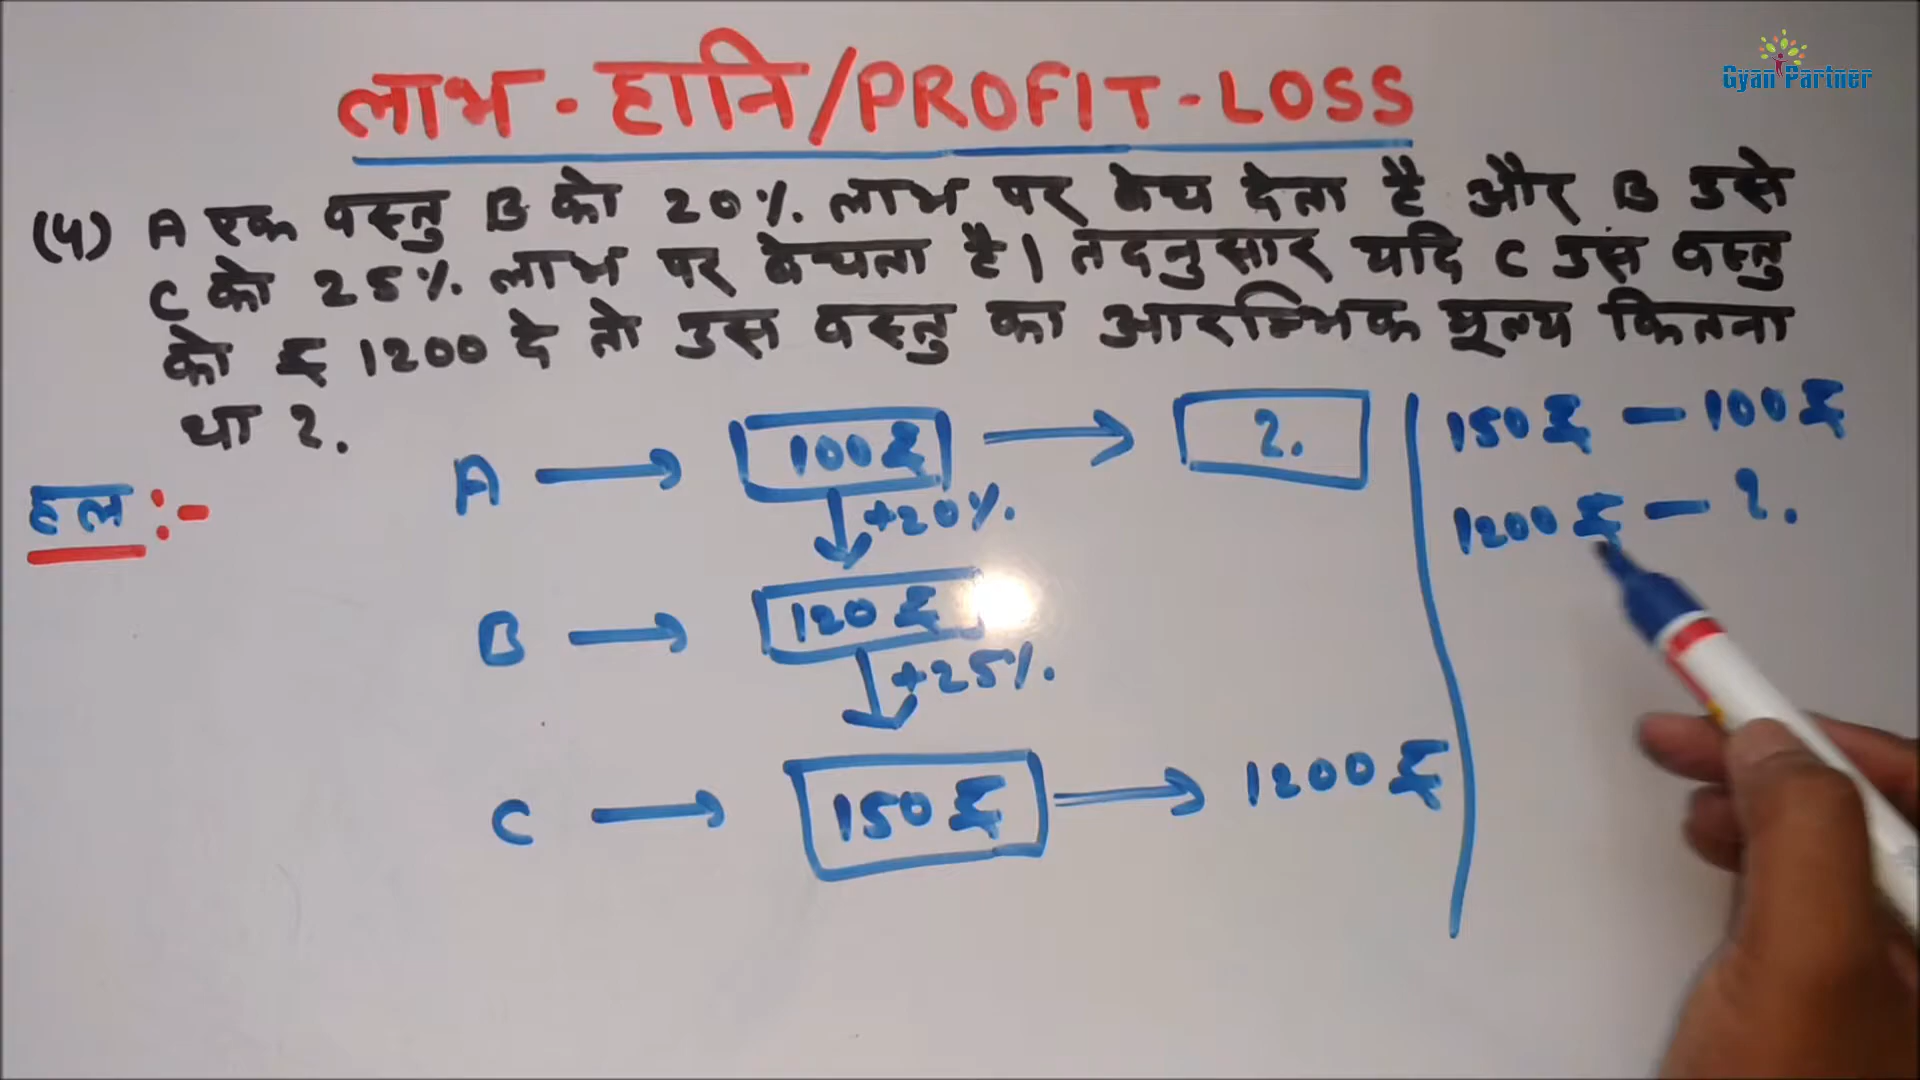 लाभ - हानि/PROFIT-LOSS
Gyan Partner
(५) A एक वस्तु B को 20% लाभ पर बेच देता है और B उसे
C को 25% लाभ पर बेचता है। तदनुसार यदि C उस वस्तु
को ₹ 1200 दे तो उस वस्तु का आरम्भिक मूल्य कितना
था ?.
हल :-
A → 100₹ → ?.
+20%.
B → 120₹
+25%.
C → 150₹ → 1200₹
150₹ — 100₹
1200₹ — ?.